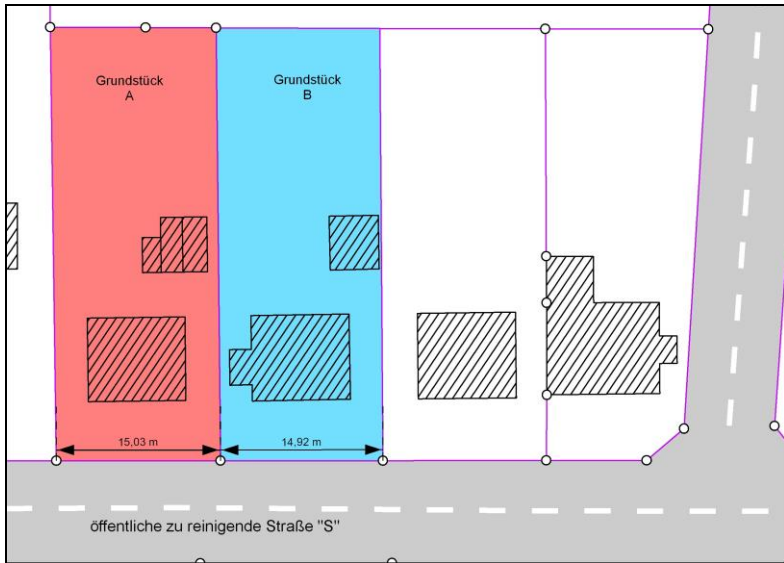 Grundstück
A
Grundstück
B
15,03 m
14,92 m
öffentliche zu reinigende Straße "S"